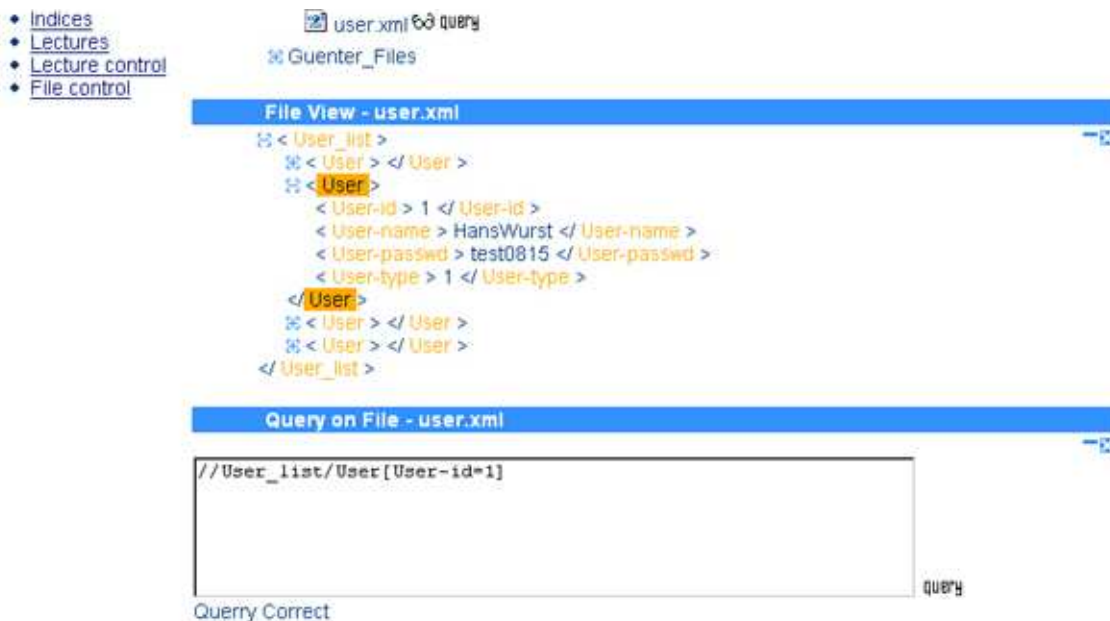 Indices
Lectures
Lecture control
File control
user.xml query
Guenter_Files
File View - user.xml
< User_list >
< User > </ User >
< User >
< User-id > 1 </ User-id >
< User-name > HansWurst </ User-name >
< User-passwd > test0815 </ User-passwd >
< User-type > 1 </ User-type >
</ User >
< User > </ User >
< User > </ User >
</ User_list >
Query on File - user.xml
//User_list/User[User-id=1]
query
Querry Correct